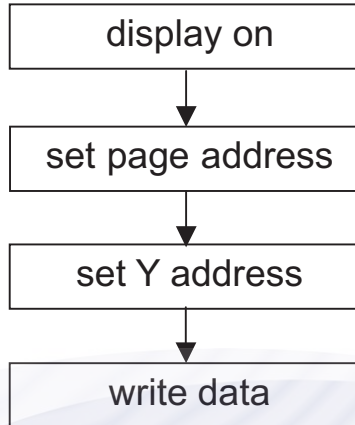 display on
set page address
set Y address
write data